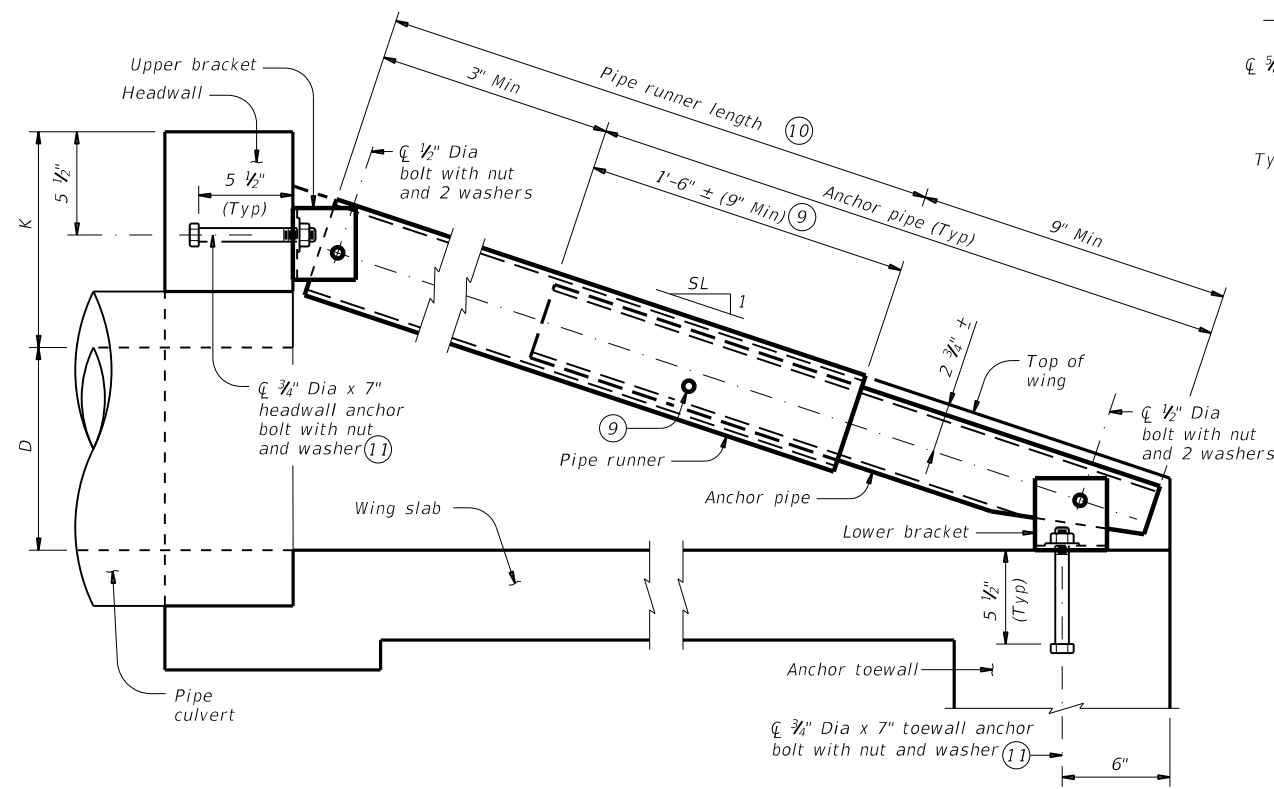 Upper bracket
Headwall
5 ½"
K
D
5 ½"
(Typ)
3" Min
Pipe runner length 10
℄ ½" Dia
bolt with nut
and 2 washers
1'-6" ± (9" Min) 9
Anchor pipe (Typ)
9" Min
℄ 5⁄
Ty
SL
1
2 ¾" ±
Top of
wing
℄ ½" Dia
bolt with nut
and 2 washers
℄ ¾" Dia x 7"
headwall anchor
bolt with nut
and washer 11
9
Pipe runner
Anchor pipe
Wing slab
Lower bracket
5 ½"
(Typ)
Anchor toewall
Pipe
culvert
℄ ¾" Dia x 7" toewall anchor
bolt with nut and washer 11
6"